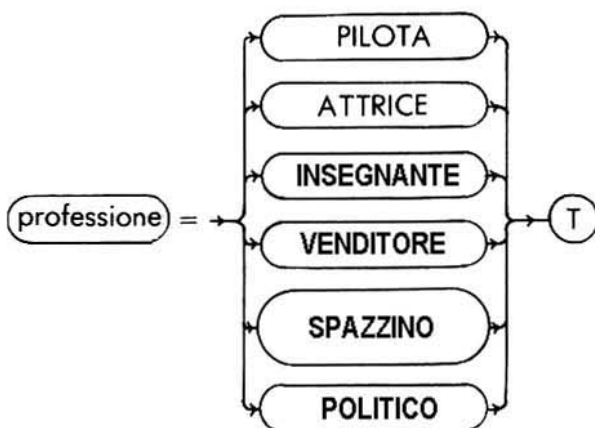 PILOTA
ATTRICE
INSEGNANTE
professione =
VENDITORE
T
SPAZZINO
POLITICO